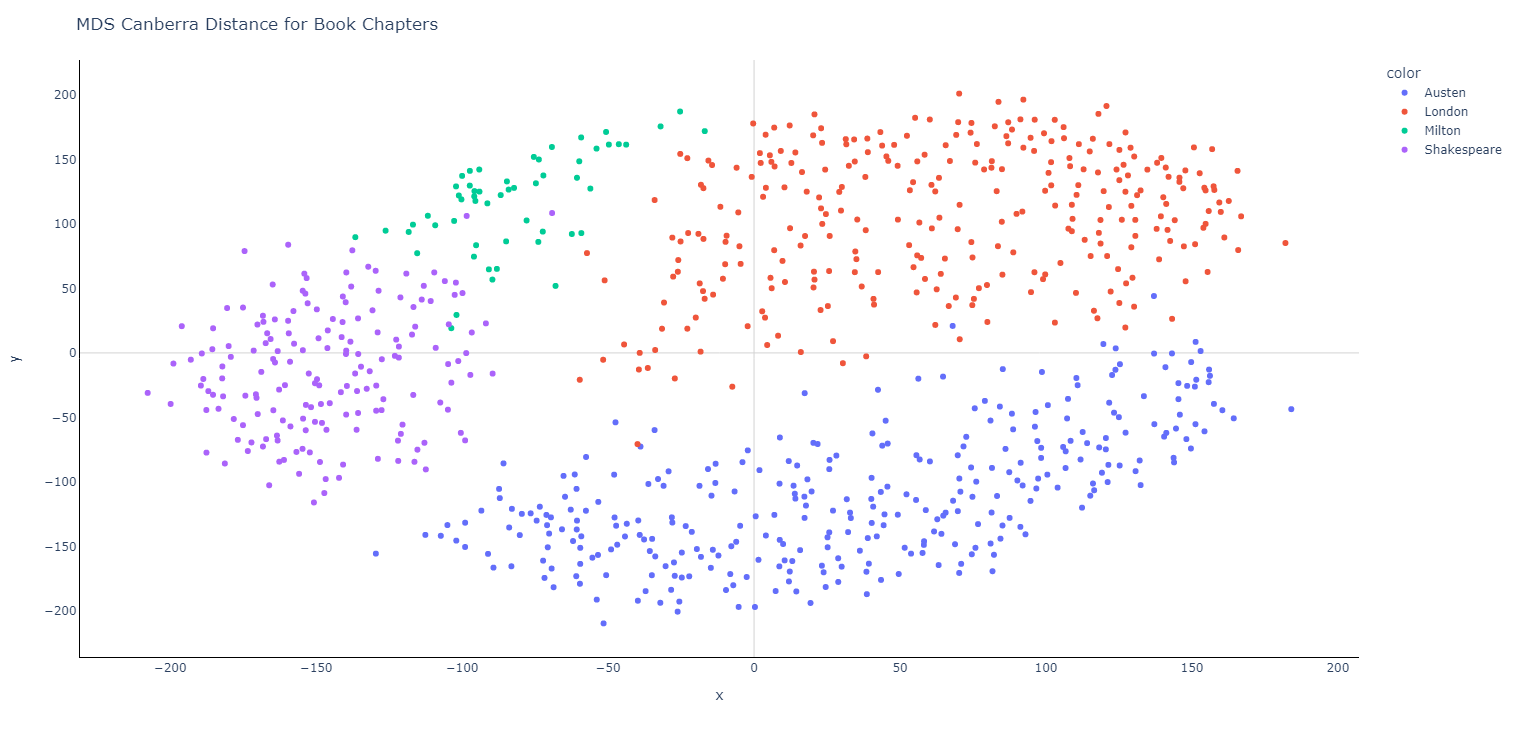 MDS Canberra Distance for Book Chapters
color
Austen
London
Milton
Shakespeare
200
150
100
50
0
−50
−100
−150
−200
y
−200 −150 −100 −50 0 50 100 150 200
x